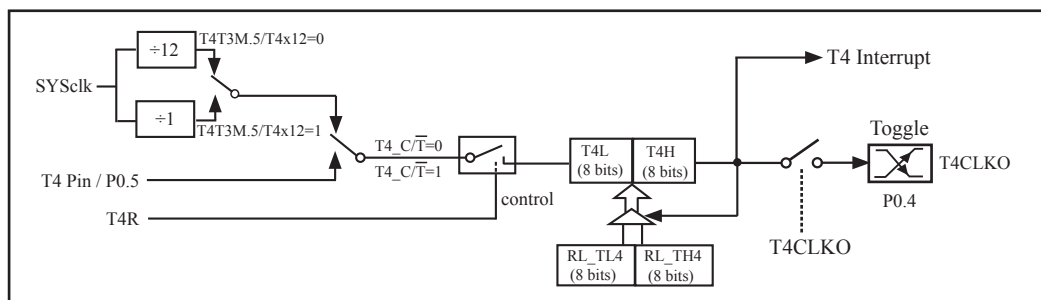 ÷12
T4T3M.5/T4x12=0
SYSclk
÷1
T4T3M.5/T4x12=1
T4_C/T̅=0
T4_C/T̅=1
T4 Pin / P0.5
T4R
control
T4L
(8 bits)
T4H
(8 bits)
RL_TL4
(8 bits)
RL_TH4
(8 bits)
T4 Interrupt
Toggle
T4CLKO
P0.4
T4CLKO